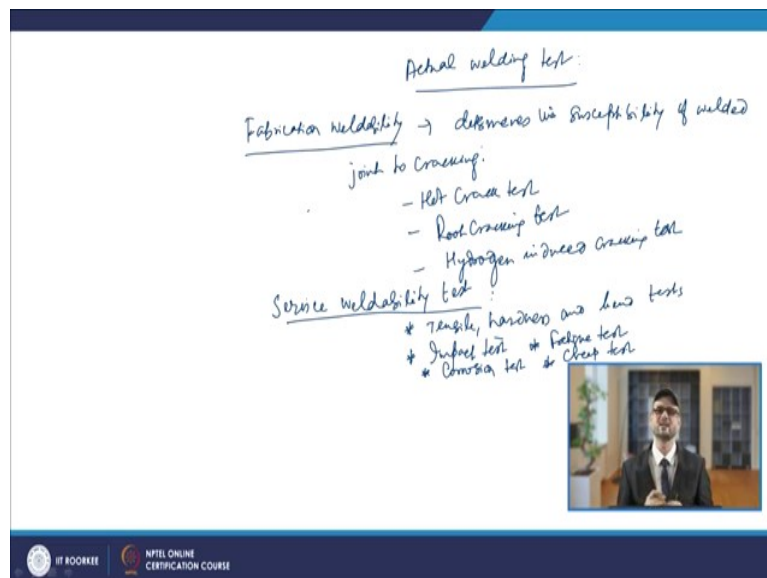 Actual welding test:
Fabrication weldability → determines the susceptibility of welded
joint to cracking:
- Hot Crack test
- Root Cracking test
- Hydrogen induced cracking test
Service weldability test:
* Tensile, hardness and bend tests
* Impact test * Fatigue test
* Corrosion test * Creep test
IIT ROORKEE
NPTEL ONLINE
CERTIFICATION COURSE